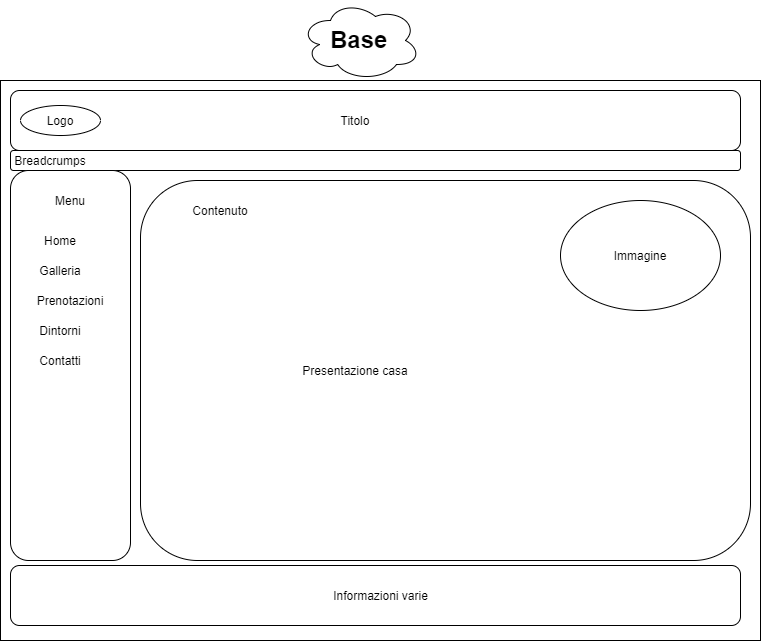 Base
Logo
Titolo
Breadcrumps
Menu
Home
Galleria
Prenotazioni
Dintorni
Contatti
Contenuto
Immagine
Presentazione casa
Informazioni varie